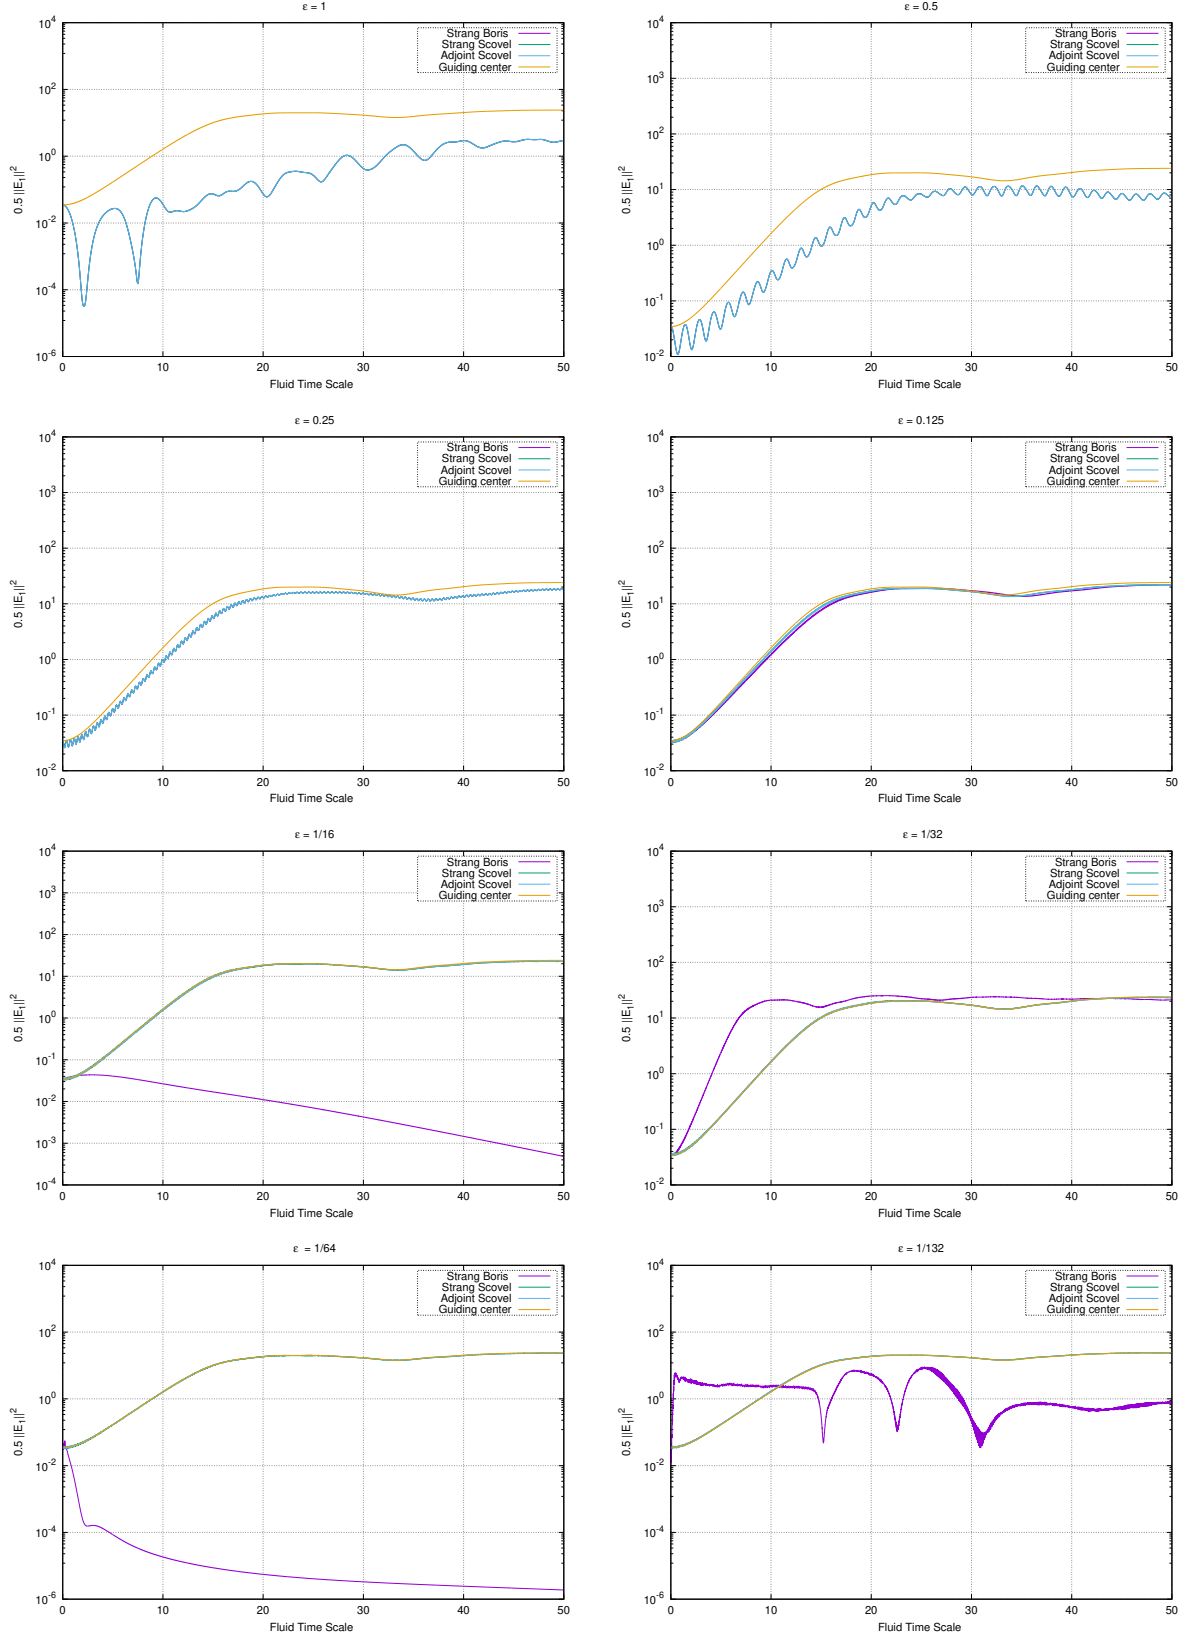 ε = 1
10^4
10^2
10^0
10^-2
10^-4
10^-6
0.5 ||E_1||^2
Strang Boris
Strang Scovel
Adjoint Scovel
Guiding center
0 10 20 30 40 50
Fluid Time Scale
ε = 0.5
10^4
10^3
10^2
10^1
10^0
10^-1
10^-2
0.5 ||E_1||^2
Strang Boris
Strang Scovel
Adjoint Scovel
Guiding center
0 10 20 30 40 50
Fluid Time Scale
ε = 0.25
10^4
10^3
10^2
10^1
10^0
10^-1
10^-2
0.5 ||E_1||^2
Strang Boris
Strang Scovel
Adjoint Scovel
Guiding center
0 10 20 30 40 50
Fluid Time Scale
ε = 0.125
10^4
10^3
10^2
10^1
10^0
10^-1
10^-2
0.5 ||E_1||^2
Strang Boris
Strang Scovel
Adjoint Scovel
Guiding center
0 10 20 30 40 50
Fluid Time Scale
ε = 1/16
10^4
10^3
10^2
10^1
10^0
10^-1
10^-2
10^-3
10^-4
0.5 ||E_1||^2
Strang Boris
Strang Scovel
Adjoint Scovel
Guiding center
0 10 20 30 40 50
Fluid Time Scale
ε = 1/32
10^4
10^3
10^2
10^1
10^0
10^-1
10^-2
0.5 ||E_1||^2
Strang Boris
Strang Scovel
Adjoint Scovel
Guiding center
0 10 20 30 40 50
Fluid Time Scale
ε = 1/64
10^4
10^2
10^0
10^-2
10^-4
10^-6
0.5 ||E_1||^2
Strang Boris
Strang Scovel
Adjoint Scovel
Guiding center
0 10 20 30 40 50
Fluid Time Scale
ε = 1/132
10^4
10^2
10^0
10^-2
10^-4
10^-6
0.5 ||E_1||^2
Strang Boris
Strang Scovel
Adjoint Scovel
Guiding center
0 10 20 30 40 50
Fluid Time Scale